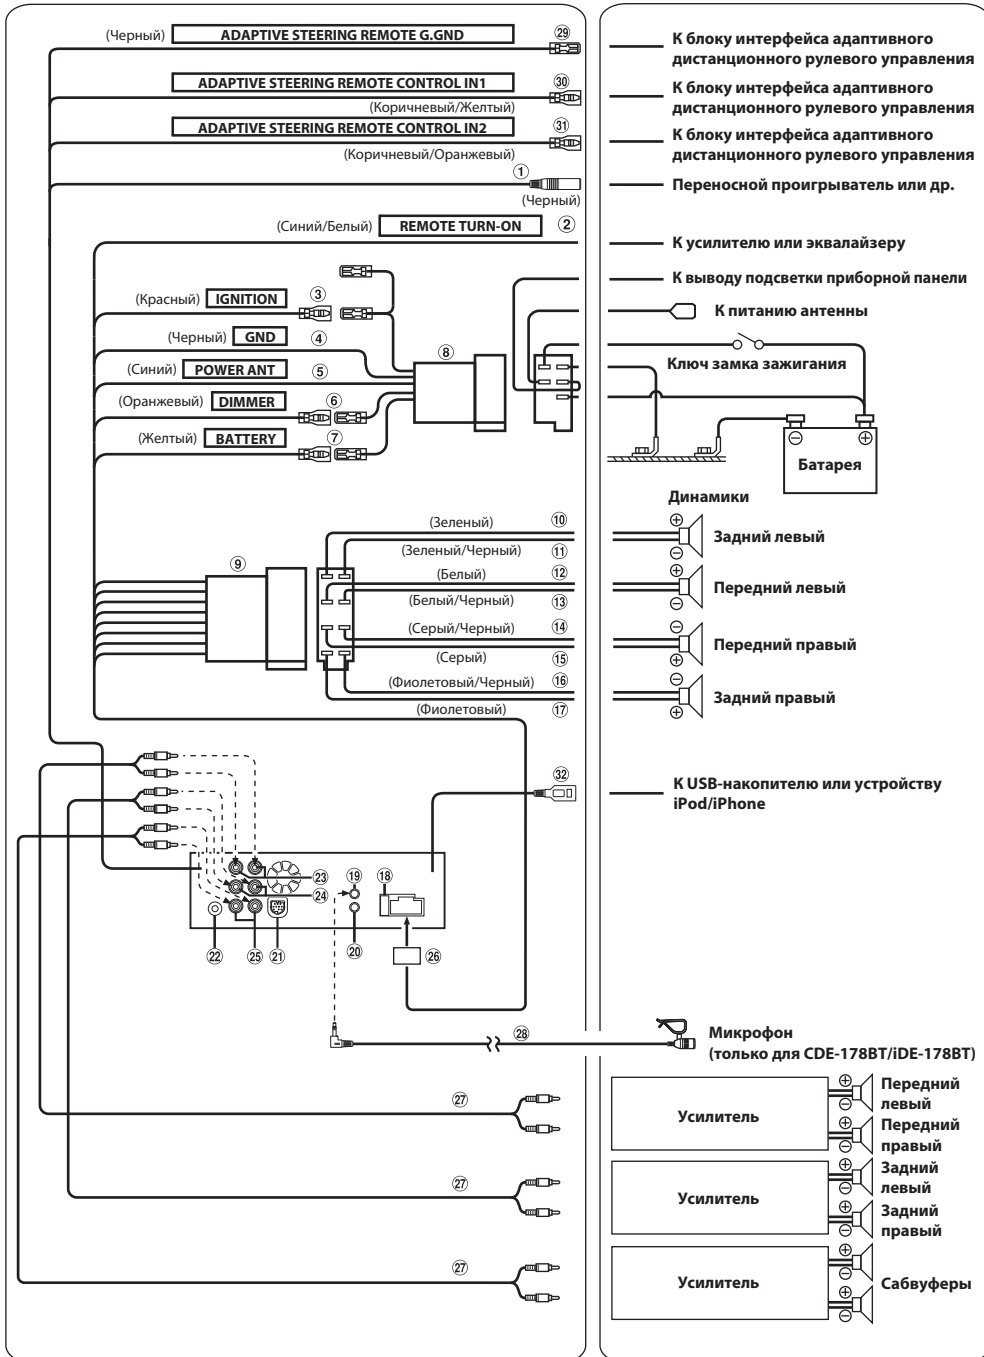 (Черный) ADAPTIVE STEERING REMOTE G.GND 29
К блоку интерфейса адаптивного
дистанционного рулевого управления
ADAPTIVE STEERING REMOTE CONTROL IN1 30
(Коричневый/Желтый)
К блоку интерфейса адаптивного
дистанционного рулевого управления
ADAPTIVE STEERING REMOTE CONTROL IN2 31
(Коричневый/Оранжевый)
К блоку интерфейса адаптивного
дистанционного рулевого управления
1
(Черный)
Переносной проигрыватель или др.
(Синий/Белый) REMOTE TURN-ON 2
К усилителю или эквалайзеру
К выводу подсветки приборной панели
(Красный) IGNITION 3
К питанию антенны
(Черный) GND 4
8
Ключ замка зажигания
(Синий) POWER ANT 5
(Оранжевый) DIMMER 6
(Желтый) BATTERY 7
⊖ ⊕
Батарея
Динамики
9
(Зеленый) 10
(Зеленый/Черный) 11
⊕
Задний левый
⊖
(Белый) 12
(Белый/Черный) 13
⊕
Передний левый
⊖
(Серый/Черный) 14
(Серый) 15
⊖
Передний правый
⊕
(Фиолетовый/Черный) 16
(Фиолетовый) 17
⊖
Задний правый
⊕
32
К USB-накопителю или устройству
iPod/iPhone
23
24
19
18
22
25
21
20
26
28
Микрофон
(только для CDE-178BT/iDE-178BT)
27
Усилитель
⊕
⊖
Передний
левый
⊕
⊖
Передний
правый
27
Усилитель
⊕
⊖
Задний
левый
⊕
⊖
Задний
правый
27
Усилитель
⊕
⊖
⊕
⊖
Сабвуферы